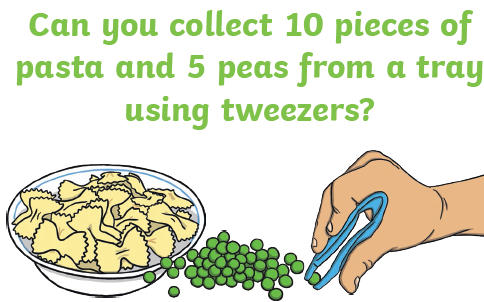 Can you collect 10 pieces of
pasta and 5 peas from a tray
using tweezers?